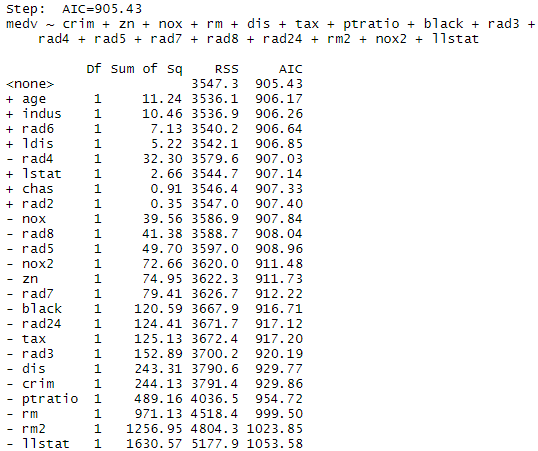 Step:  AIC=905.43
medv ~ crim + zn + nox + rm + dis + tax + ptratio + black + rad3 +
    rad4 + rad5 + rad7 + rad8 + rad24 + rm2 + nox2 + llstat
          Df Sum of Sq    RSS     AIC
<none>                 3547.3  905.43
+ age      1     11.24 3536.1  906.17
+ indus    1     10.46 3536.9  906.26
+ rad6     1      7.13 3540.2  906.64
+ ldis     1      5.22 3542.1  906.85
- rad4     1     32.30 3579.6  907.03
+ lstat    1      2.66 3544.7  907.14
+ chas     1      0.91 3546.4  907.33
+ rad2     1      0.35 3547.0  907.40
- nox      1     39.56 3586.9  907.84
- rad8     1     41.38 3588.7  908.04
- rad5     1     49.70 3597.0  908.96
- nox2     1     72.66 3620.0  911.48
- zn       1     74.95 3622.3  911.73
- rad7     1     79.41 3626.7  912.22
- black    1    120.59 3667.9  916.71
- rad24    1    124.41 3671.7  917.12
- tax      1    125.13 3672.4  917.20
- rad3     1    152.89 3700.2  920.19
- dis      1    243.31 3790.6  929.77
- crim     1    244.13 3791.4  929.86
- ptratio  1    489.16 4036.5  954.72
- rm       1    971.13 4518.4  999.50
- rm2      1   1256.95 4804.3 1023.85
- llstat   1   1630.57 5177.9 1053.58